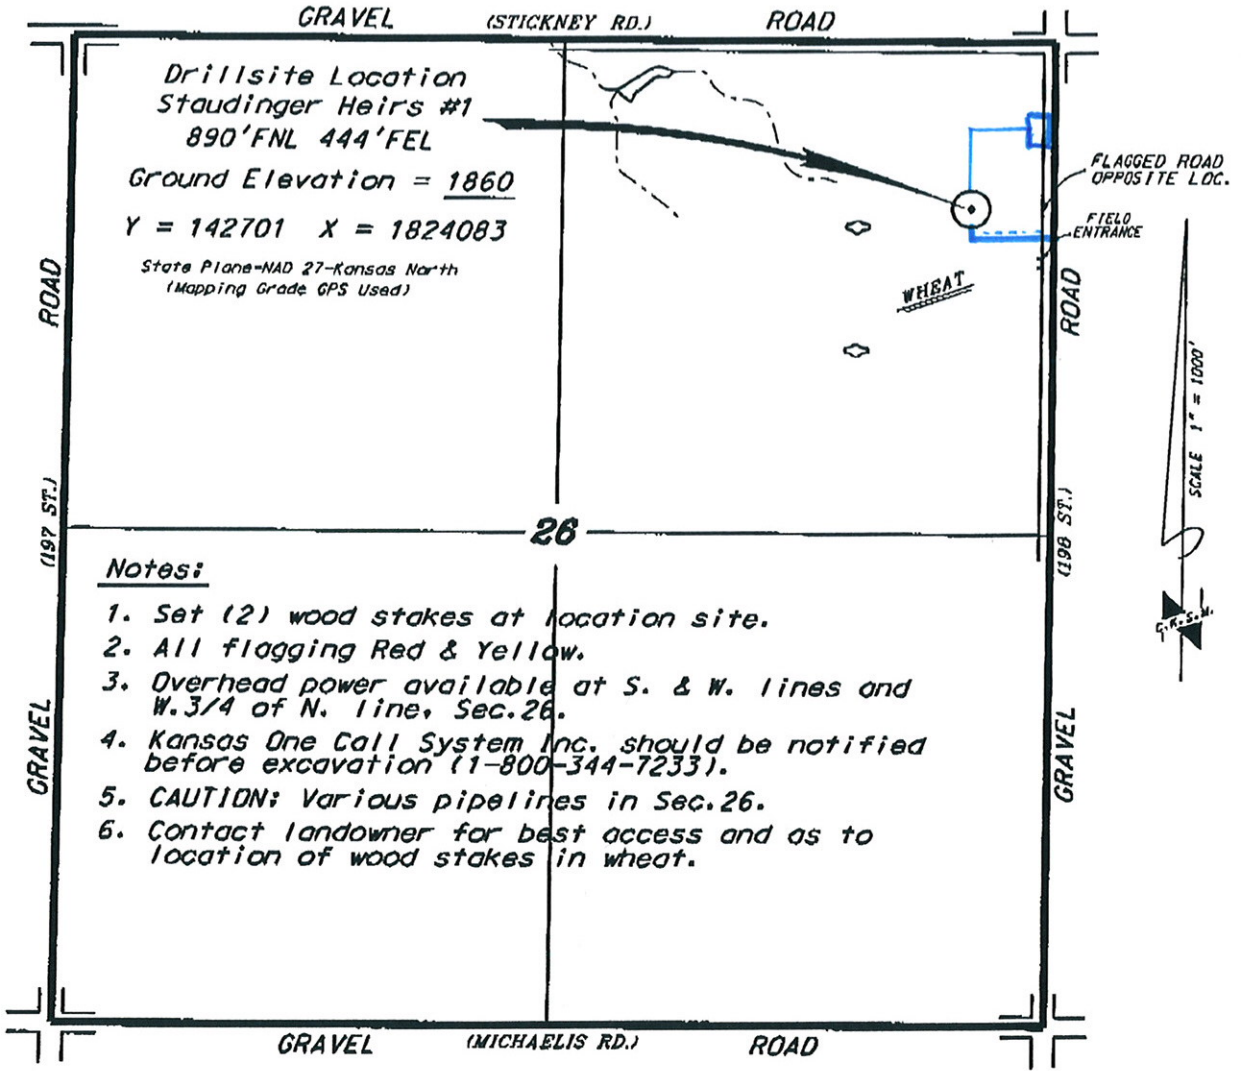 GRAVEL (STICKNEY RD.) ROAD
Drillsite Location
Staudinger Heirs #1
890'FNL 444'FEL
Ground Elevation = 1860
Y = 142701 X = 1824083
State Plane-NAD 27-Kansas North
(Mapping Grade GPS Used)
FLAGGED ROAD
OPPOSITE LOC.
FIELD
ENTRANCE
WHEAT
ROAD
ROAD
SCALE 1" = 1000'
(197 ST.)
26
(198 ST.)
C.K.S.M.
Notes:
1. Set (2) wood stakes at location site.
2. All flagging Red & Yellow.
3. Overhead power available at S. & W. lines and
W.3/4 of N. line, Sec.26.
4. Kansas One Call System Inc. should be notified
before excavation (1-800-344-7233).
5. CAUTION: Various pipelines in Sec.26.
6. Contact landowner for best access and as to
location of wood stakes in wheat.
GRAVEL
GRAVEL
GRAVEL (MICHAELIS RD.) ROAD